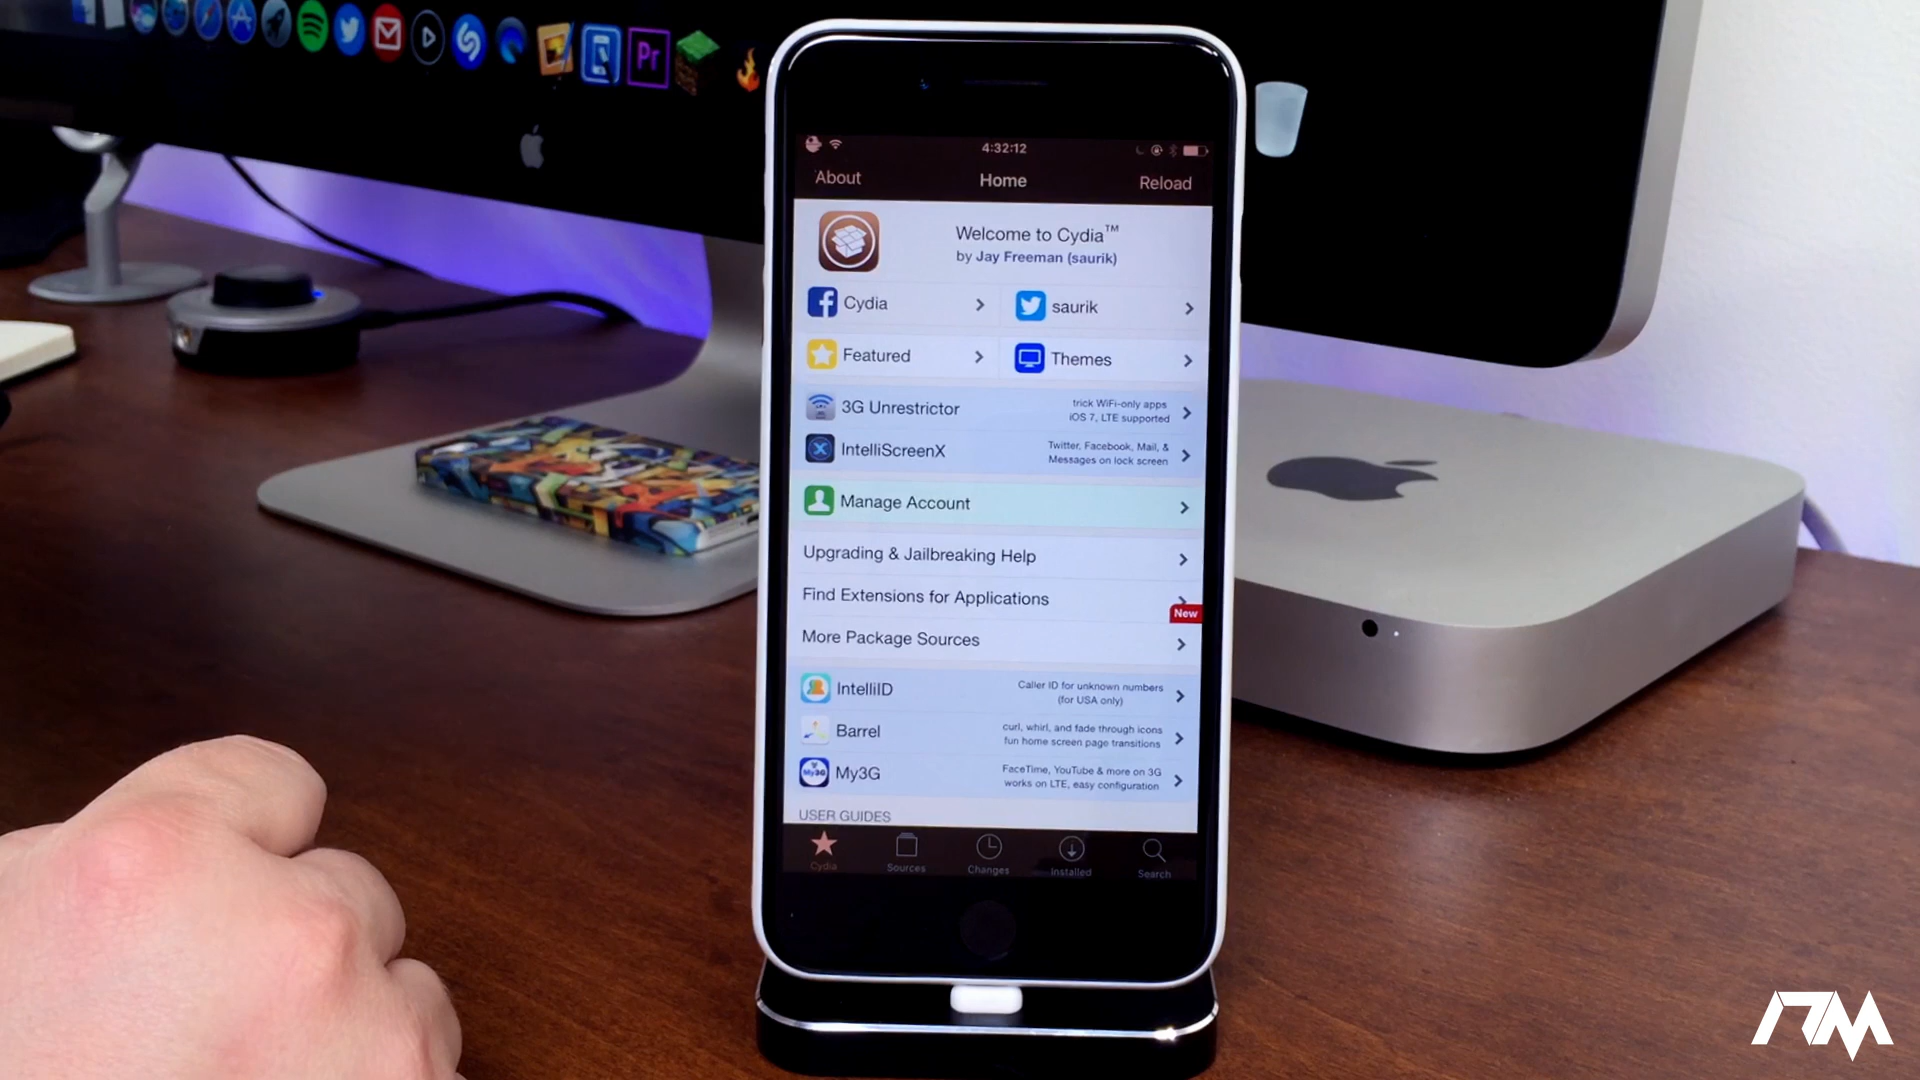 Pr
4:32:12
About
Home
Reload
Welcome to Cydia™
by Jay Freeman (saurik)
Cydia
saurik
Featured
Themes
3G Unrestrictor
trick WiFi-only apps
iOS 7, LTE supported
IntelliScreenX
Twitter, Facebook, Mail, &
Messages on lock screen
Manage Account
Upgrading & Jailbreaking Help
Find Extensions for Applications
New
More Package Sources
IntelliID
Caller ID for unknown numbers
(for USA only)
Barrel
curl, whirl, and fade through icons
fun home screen page transitions
My3G
My3G
FaceTime, YouTube & more on 3G
works on LTE, easy configuration
USER GUIDES
Cydia
Sources
Changes
Installed
Search